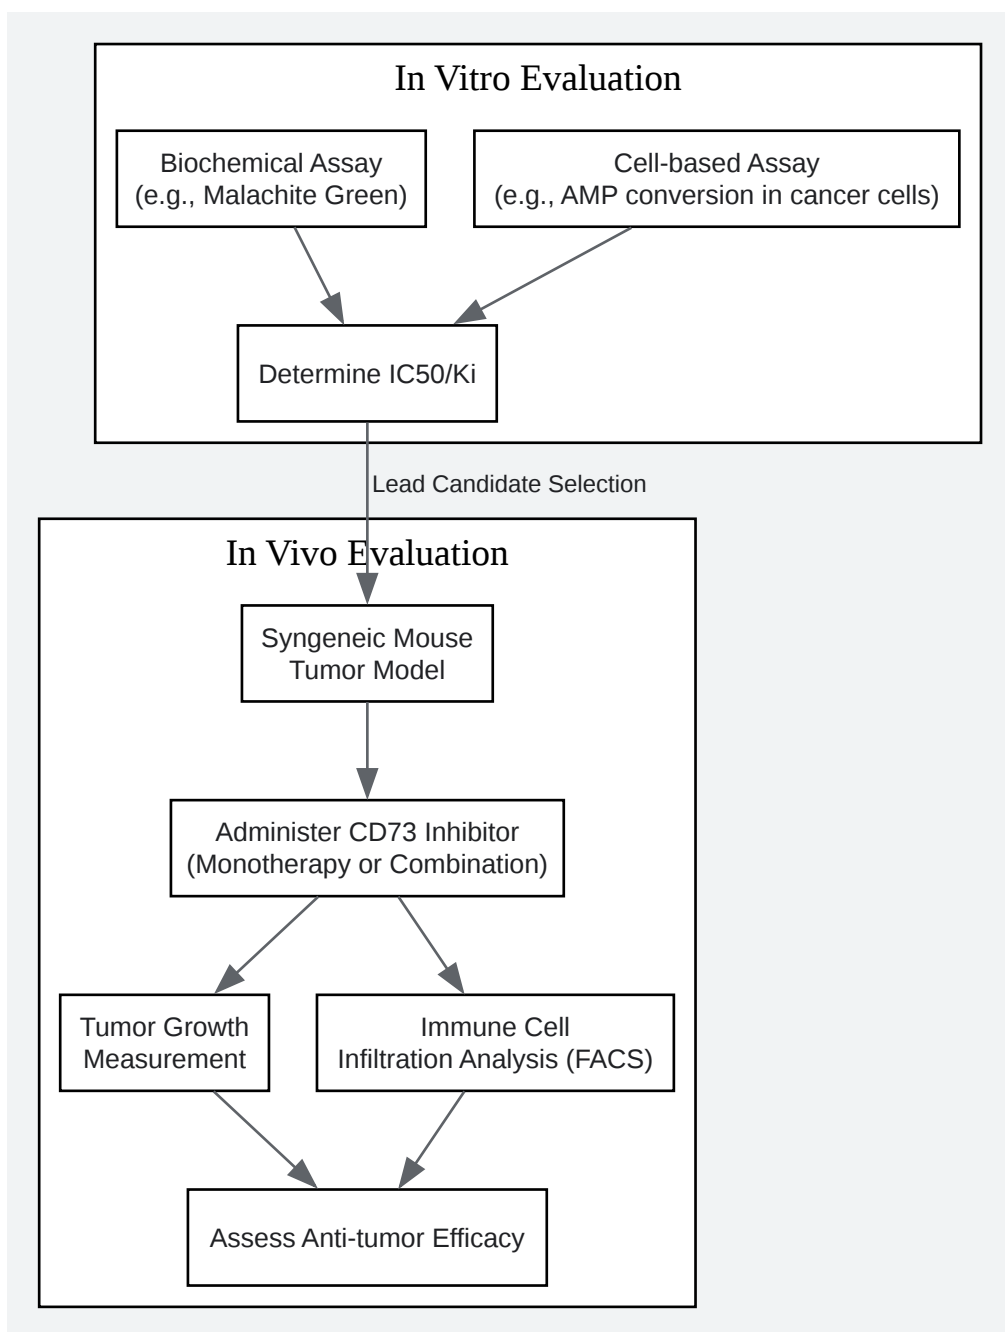 In Vitro Evaluation
Biochemical Assay
(e.g., Malachite Green)
Cell-based Assay
(e.g., AMP conversion in cancer cells)
Determine IC50/Ki
Lead Candidate Selection
In Vivo Evaluation
Syngeneic Mouse
Tumor Model
Administer CD73 Inhibitor
(Monotherapy or Combination)
Tumor Growth
Measurement
Immune Cell
Infiltration Analysis (FACS)
Assess Anti-tumor Efficacy